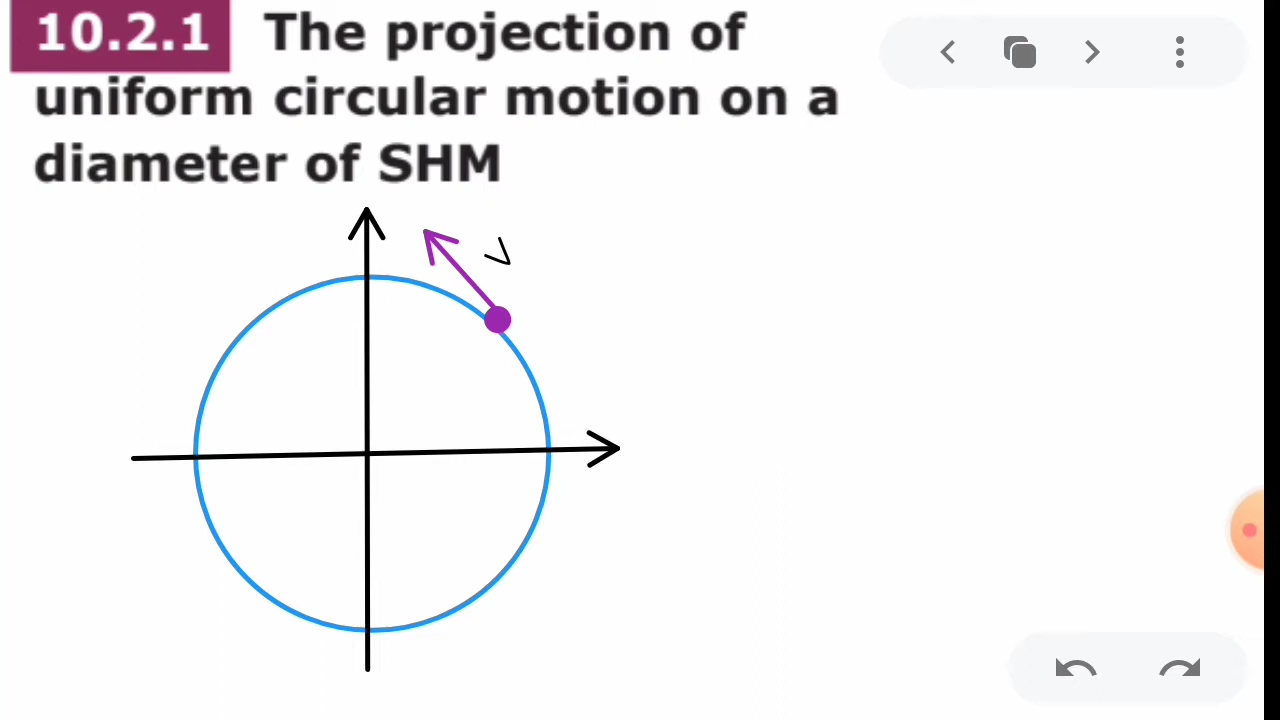 10.2.1 The projection of
uniform circular motion on a
diameter of SHM
V